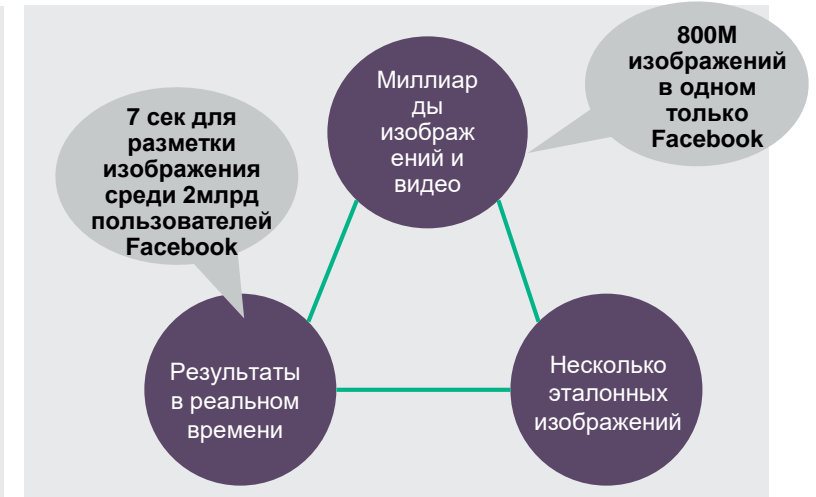 800М
изображений
в одном
только
Facebook
Миллиар
ды
изображ
ений и
видео
7 сек для
разметки
изображения
среди 2млрд
пользователей
Facebook
Результаты
в реальном
времени
Несколько
эталонных
изображений